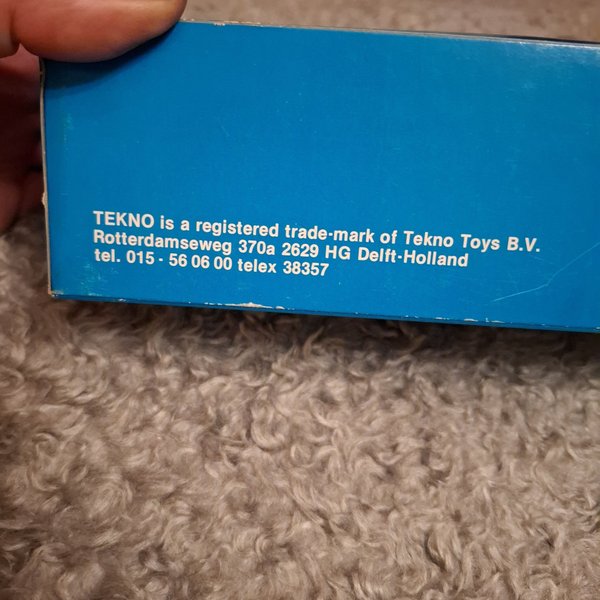 TEKNO is a registered trade-mark of Tekno Toys B.V.
Rotterdamseweg 370a 2629 HG Delft-Holland
tel. 015 - 56 06 00 telex 38357